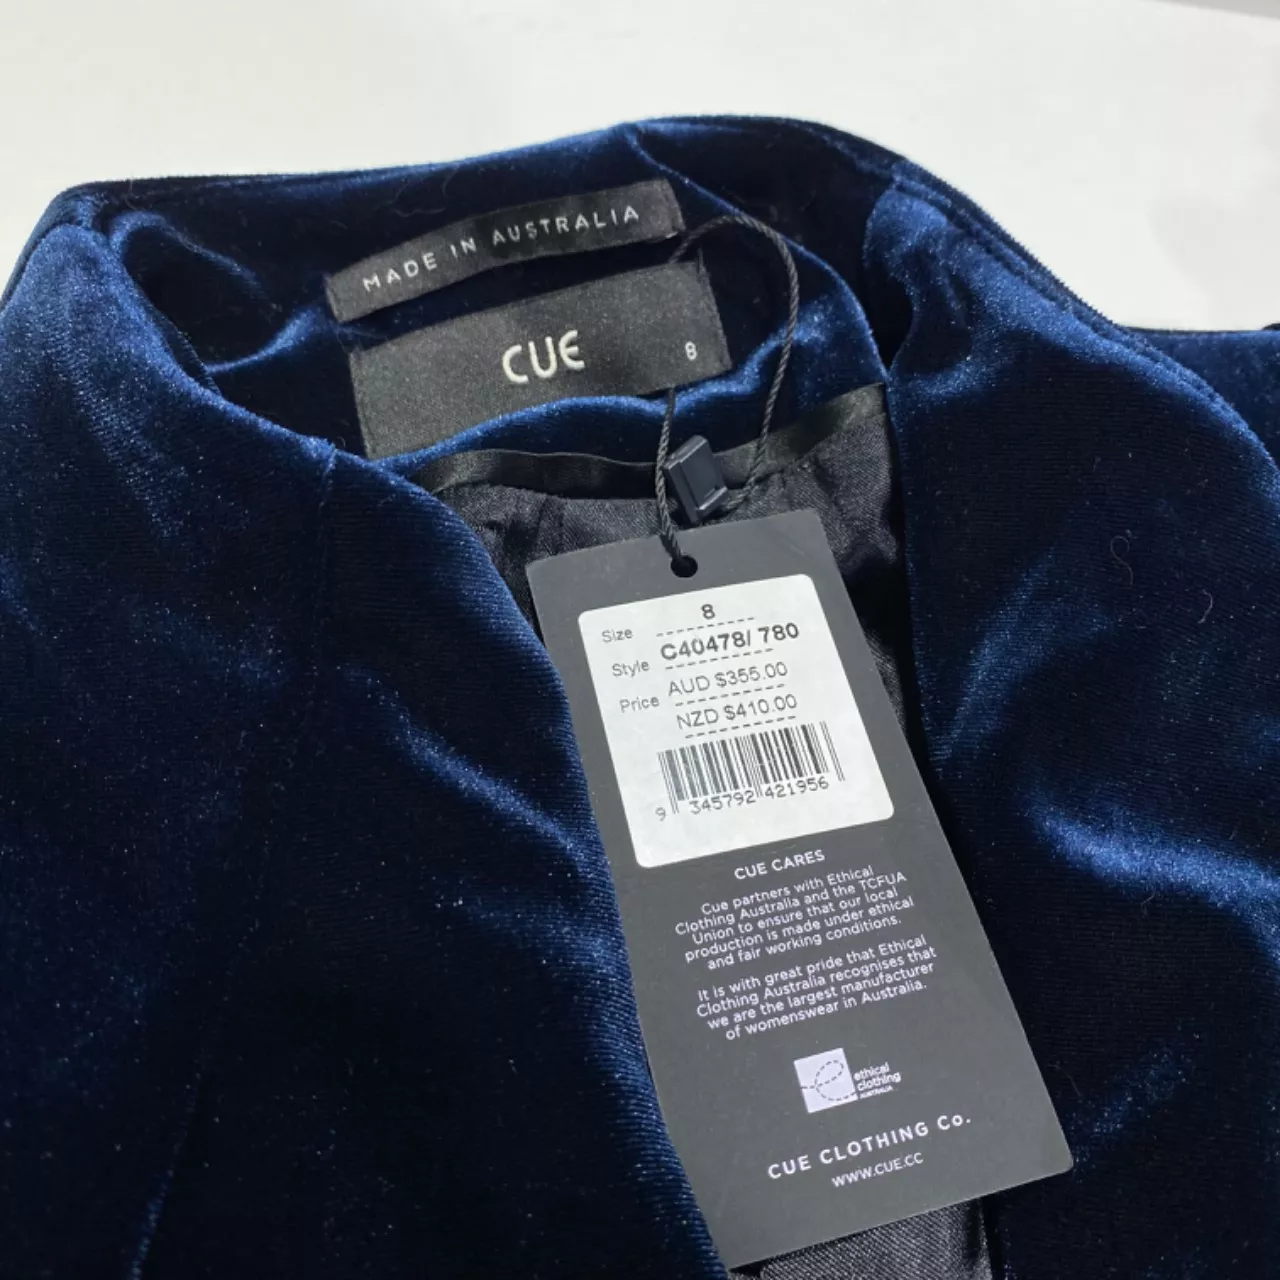 MADE IN AUSTRALIA
CUE 8
Size 8
Style C40478/ 780
Price AUD $355.00
NZD $410.00
9 345792 421956
CUE CARES
Cue partners with Ethical
Clothing Australia and the TCFUA
Union to ensure that our local
production is made under ethical
and fair working conditions.
It is with great pride that Ethical
Clothing Australia recognises that
we are the largest manufacturer
of womenswear in Australia.
ethical
clothing
AUSTRALIA
CUE CLOTHING Co.
WWW.CUE.CC